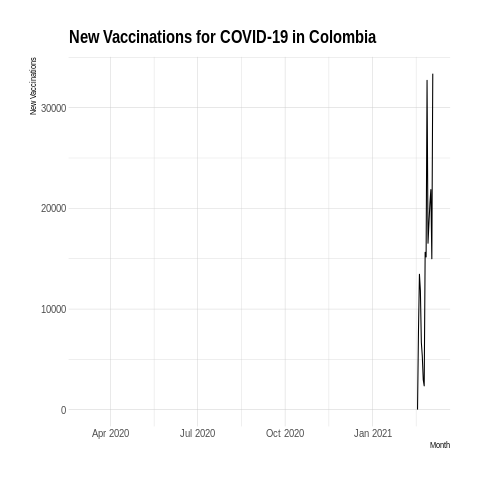 New Vaccinations for COVID-19 in Colombia
New Vaccinations
30000
20000
10000
0
Apr 2020 Jul 2020 Oct 2020 Jan 2021
Month